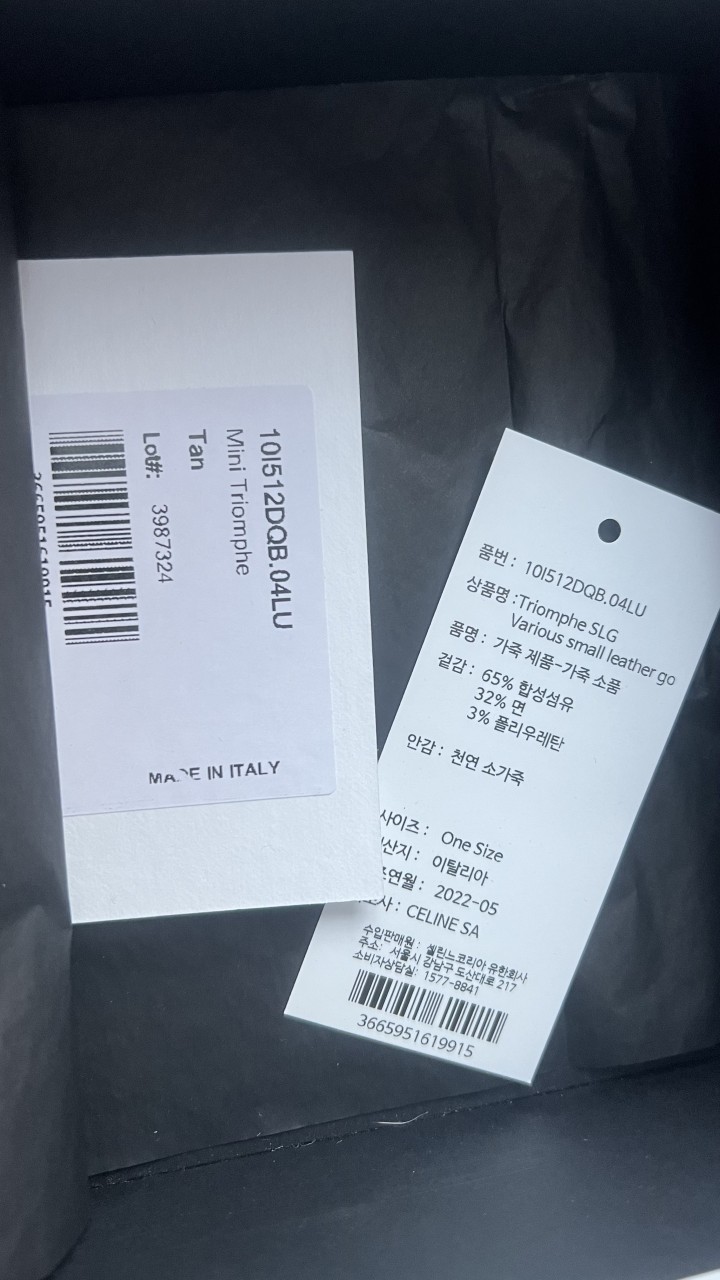 10I512DQB.04LU
Mini Triomphe
Tan
Lot#: 3987324
MADE IN ITALY
품번 : 10I512DQB.04LU
상품명 :Triomphe SLG
Various small leather go
품명 : 가죽 제품-가죽 소품
겉감 : 65% 합성섬유
32% 면
3% 폴리우레탄
안감 : 천연 소가죽
사이즈 : One Size
산지 : 이탈리아
연월 : 2022-05
사 : CELINE SA
수입판매원 : 셀린느코리아 유한회사
주소: 서울시 강남구 도산대로 217
소비자상담실: 1577-8841
3665951619915